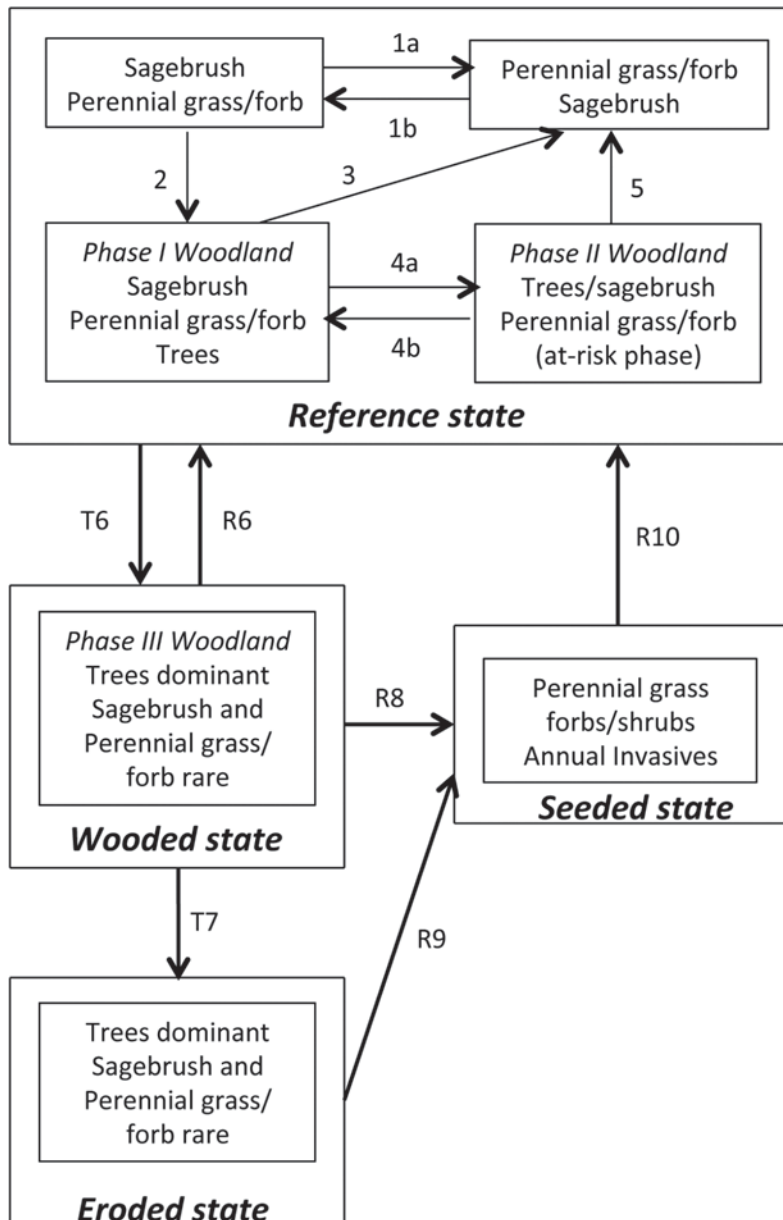 Sagebrush
Perennial grass/forb
1a
1b
Perennial grass/forb
Sagebrush
2
3
5
Phase I Woodland
Sagebrush
Perennial grass/forb
Trees
4a
4b
Phase II Woodland
Trees/sagebrush
Perennial grass/forb
(at-risk phase)
Reference state
T6
R6
R10
Phase III Woodland
Trees dominant
Sagebrush and
Perennial grass/
forb rare
Wooded state
R8
Perennial grass
forbs/shrubs
Annual Invasives
Seeded state
T7
R9
Trees dominant
Sagebrush and
Perennial grass/
forb rare
Eroded state